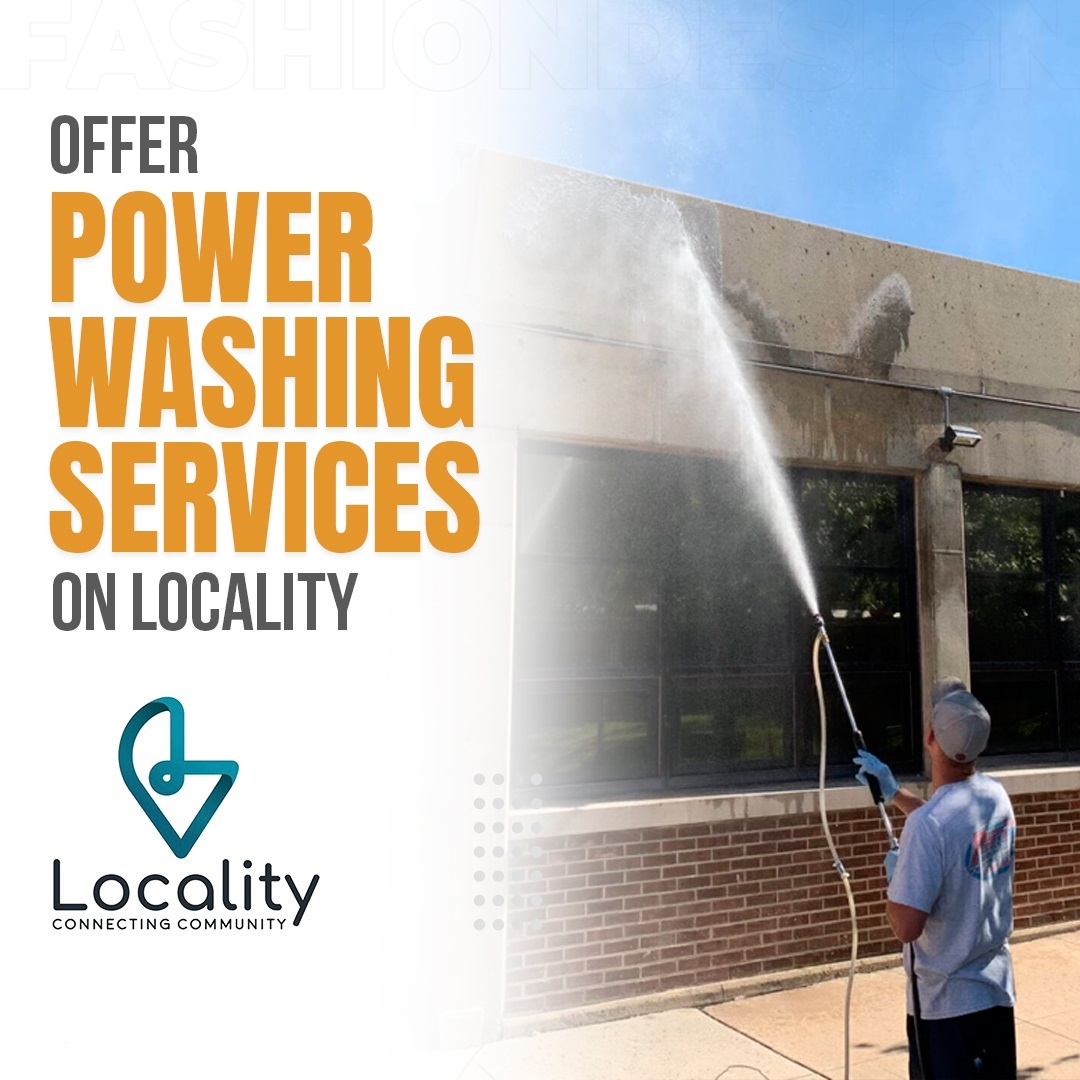 FASHIONDESIGN
OFFER
POWER
WASHING
SERVICES
ON LOCALITY
Locality
CONNECTING COMMUNITY